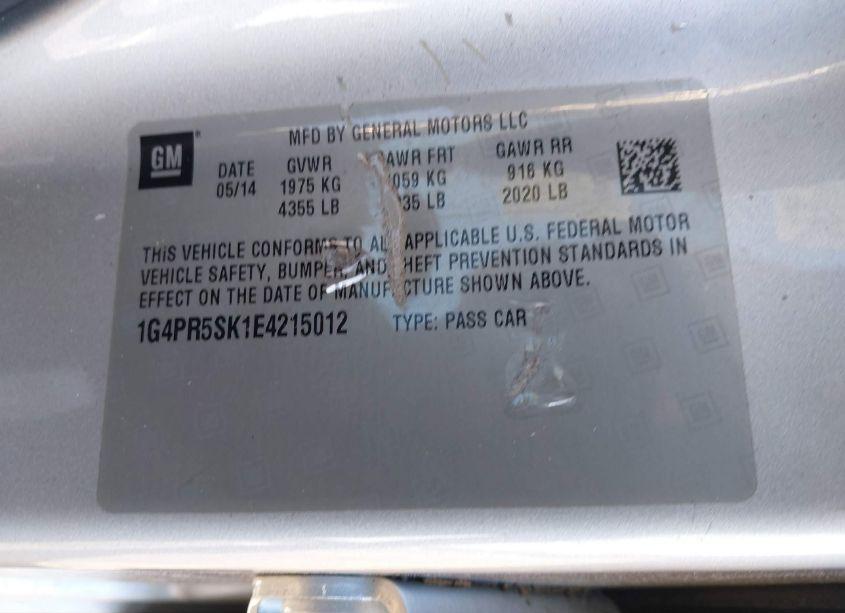 MFD BY GENERAL MOTORS LLC
GM
DATE GVWR GAWR FRT GAWR RR
05/14 1975 KG 059 KG 916 KG
4355 LB 35 LB 2020 LB
THIS VEHICLE CONFORMS TO ALL APPLICABLE U.S. FEDERAL MOTOR
VEHICLE SAFETY, BUMPER, AND THEFT PREVENTION STANDARDS IN
EFFECT ON THE DATE OF MANUFACTURE SHOWN ABOVE.
1G4PR5SK1E4215012 TYPE: PASS CAR